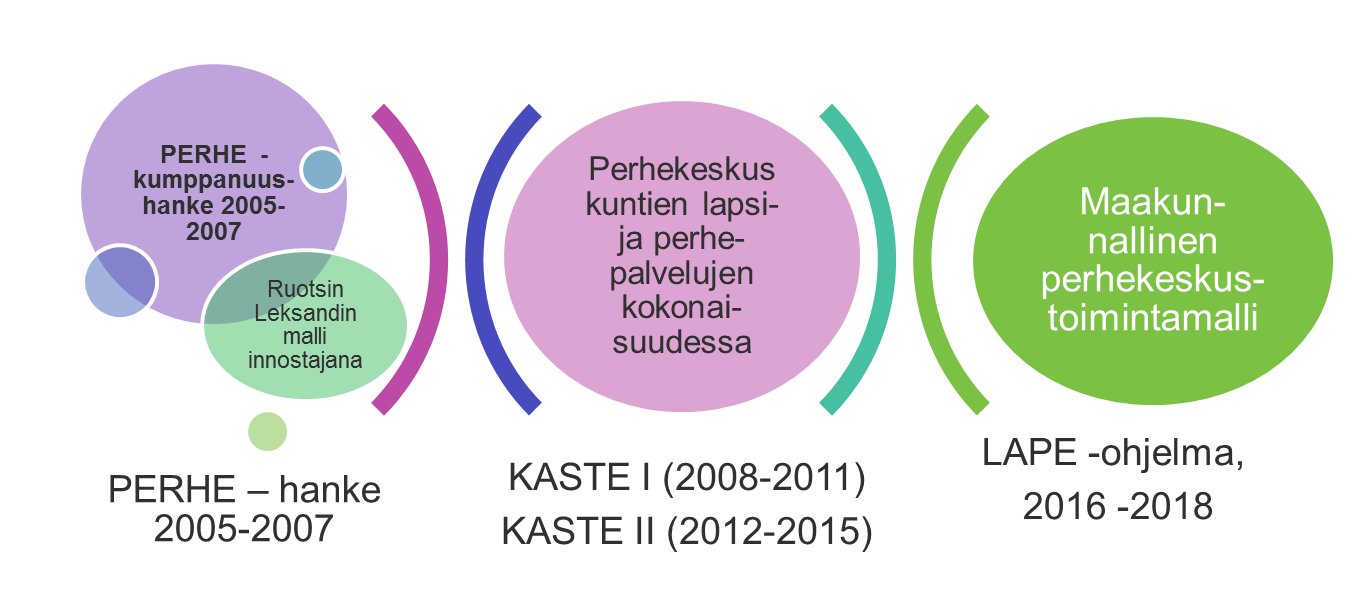 PERHE -
kumppanuus-
hanke 2005-
2007
Ruotsin
Leksandin
malli
innostajana
PERHE – hanke
2005-2007
Perhekeskus
kuntien lapsi-
ja perhe-
palvelujen
kokonai-
suudessa
KASTE I (2008-2011)
KASTE II (2012-2015)
Maakun-
nallinen
perhekeskus-
toimintamalli
LAPE -ohjelma,
2016 -2018